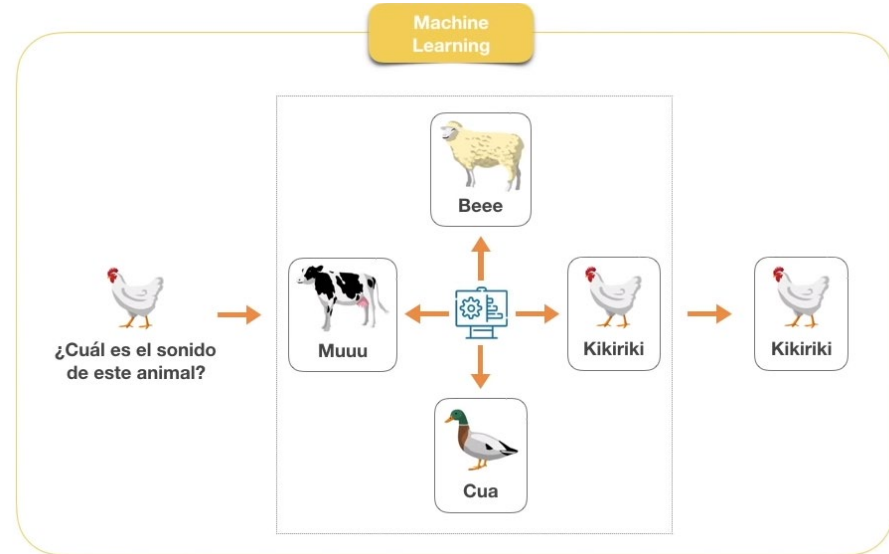 Machine
Learning
Beee
¿Cuál es el sonido
de este animal?
Muuu
Kikiriki
Kikiriki
Cua